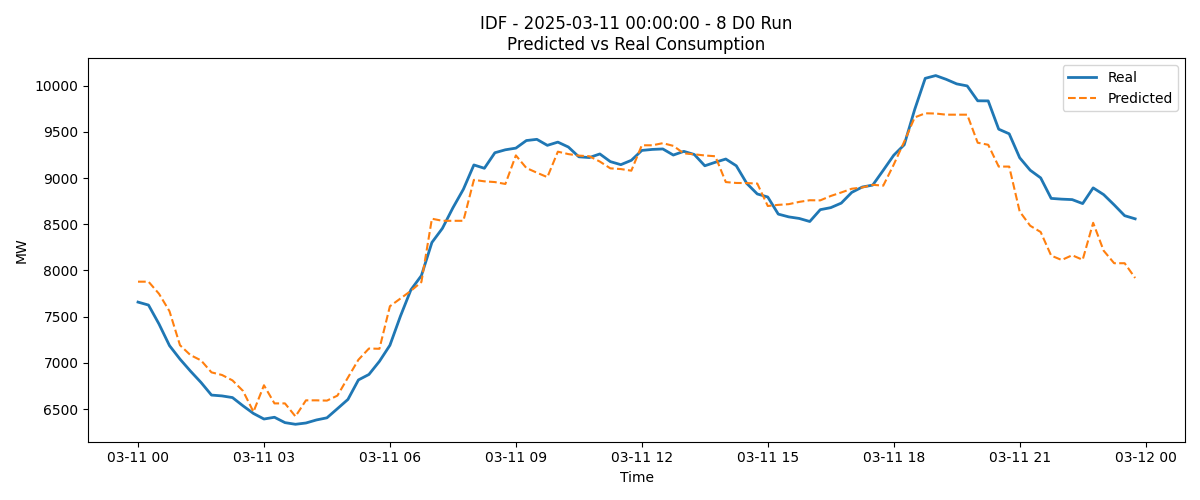 IDF - 2025-03-11 00:00:00 - 8 D0 Run
Predicted vs Real Consumption
Real
Predicted
MW
10000
9500
9000
8500
8000
7500
7000
6500
03-11 00
03-11 03
03-11 06
03-11 09
03-11 12
03-11 15
03-11 18
03-11 21
03-12 00
Time